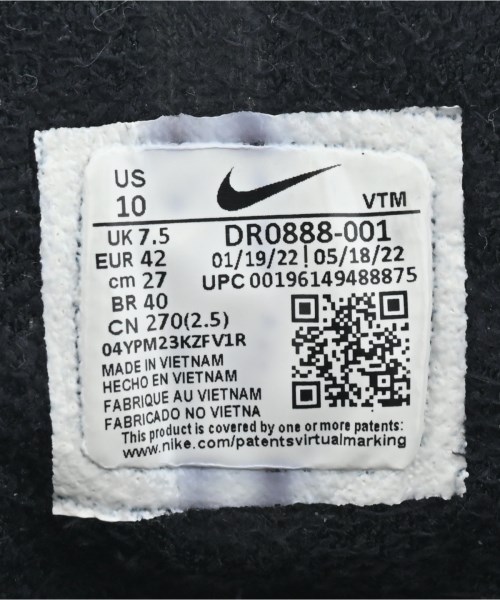 US
10
VTM
UK 7.5
EUR 42
cm 27
BR 40
CN 270(2.5)
DR0888-001
01/19/22 | 05/18/22
UPC 00196149488875
04YPM23KZFV1R
MADE IN VIETNAM
HECHO EN VIETNAM
FABRIQUE AU VIETNAM
FABRICADO NO VIETNA
This product is covered by one or more patents:
www.nike.com/patentsvirtualmarking